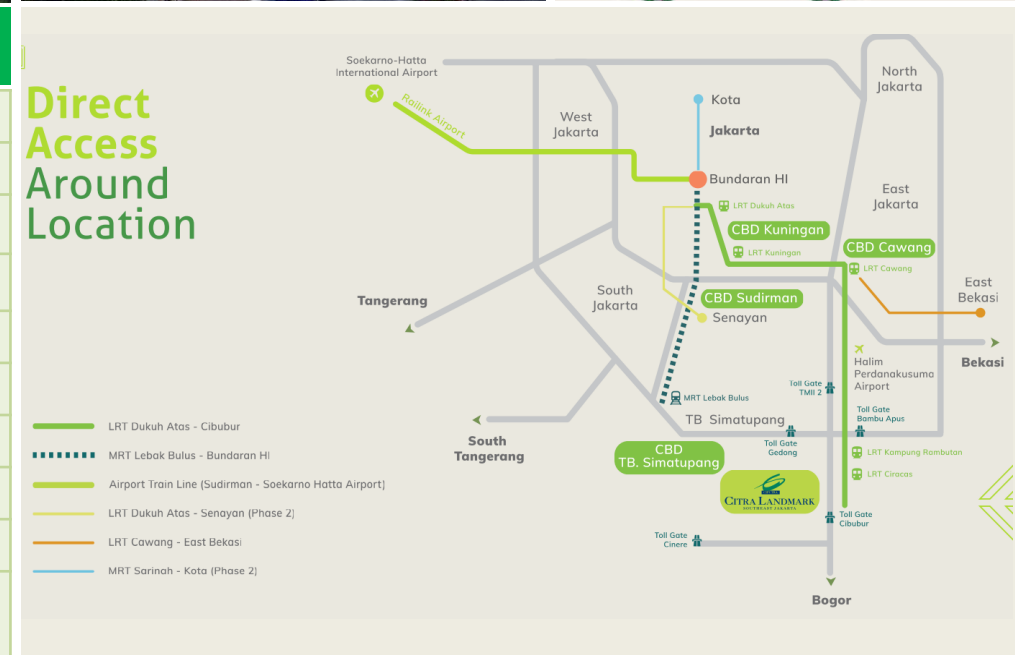 Direct
Access
Around
Location
Soekarno-Hatta
International Airport
Railink Airport
West
Jakarta
Kota
Jakarta
North
Jakarta
Bundaran HI
East
Jakarta
LRT Dukuh Atas
CBD Kuningan
LRT Kuningan
CBD Cawang
LRT Cawang
South
Jakarta
CBD Sudirman
Senayan
East
Bekasi
Tangerang
Bekasi
Halim
Perdanakusuma
Airport
Toll Gate
TMII 2
MRT Lebak Bulus
Toll Gate
Bambu Apus
TB Simatupang
South
Tangerang
Toll Gate
Gedong
CBD
TB. Simatupang
LRT Kampung Rambutan
LRT Ciracas
CITRA LANDMARK
SOUTHEAST JAKARTA
Toll Gate
Cibubur
Toll Gate
Cinere
Bogor
LRT Dukuh Atas - Cibubur
MRT Lebak Bulus - Bundaran HI
Airport Train Line (Sudirman - Soekarno Hatta Airport)
LRT Dukuh Atas - Senayan (Phase 2)
LRT Cawang - East Bekasi
MRT Sarinah - Kota (Phase 2)